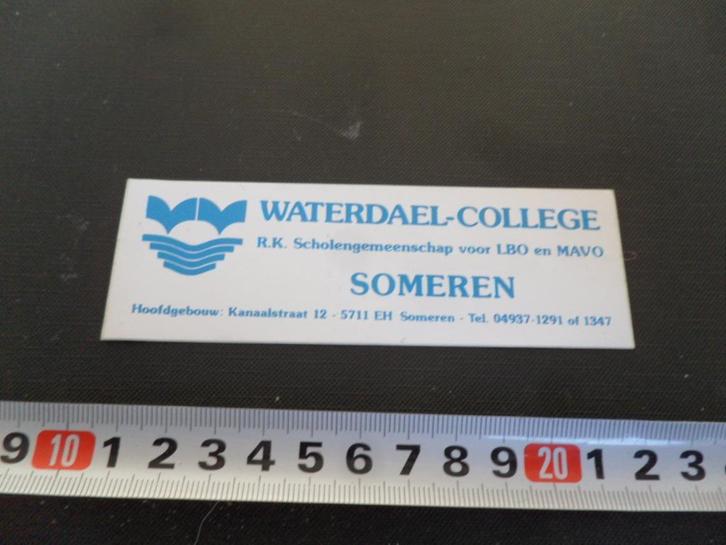 WATERDAEL-COLLEGE
R.K. Scholengemeenschap voor LBO en MAVO
SOMEREN
Hoofdgebouw: Kanaalstraat 12 - 5711 EH Someren - Tel. 04937-1291 of 1347
9 10 1 2 3 4 5 6 7 8 9 20 1 2 3